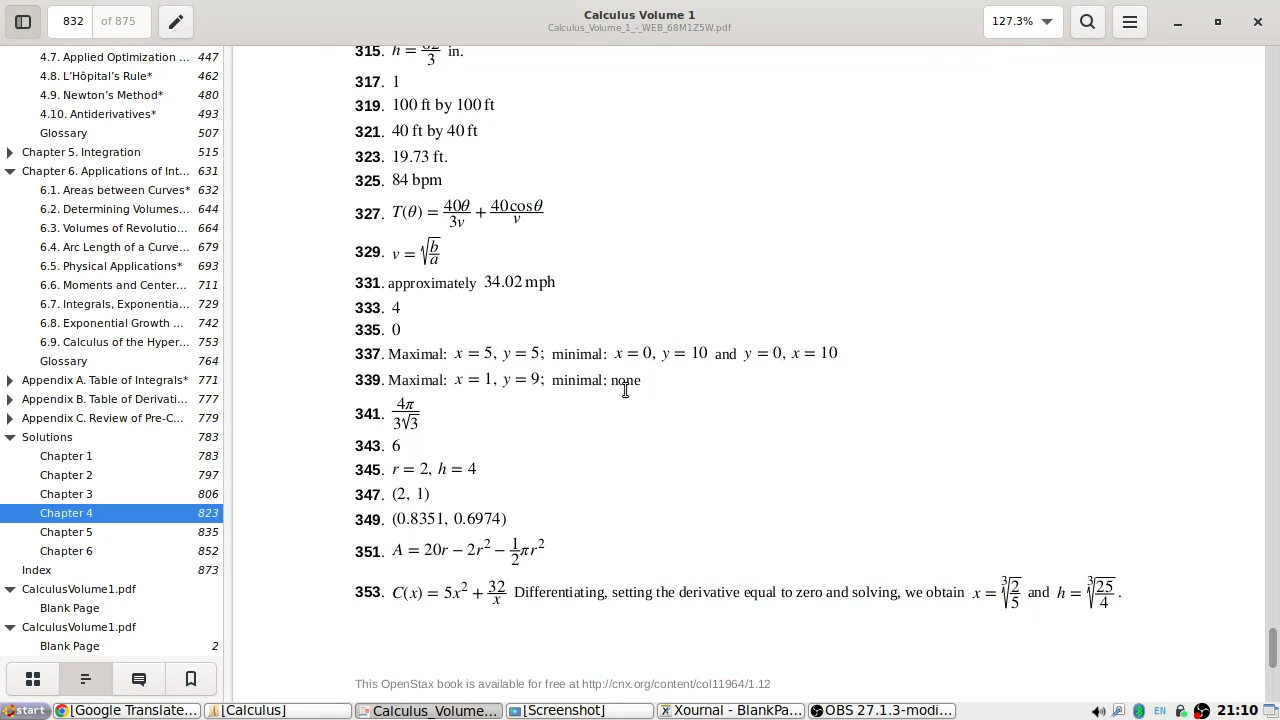 832 of 875
Calculus Volume 1
Calculus_Volume_1_-_WEB_68M1Z5W.pdf
127.3%
4.7. Applied Optimization ... 447
4.8. L’Hôpital’s Rule* 462
4.9. Newton’s Method* 480
4.10. Antiderivatives* 493
Glossary 507
Chapter 5. Integration 515
Chapter 6. Applications of Int... 631
6.1. Areas between Curves* 632
6.2. Determining Volumes... 644
6.3. Volumes of Revolutio... 664
6.4. Arc Length of a Curve... 679
6.5. Physical Applications* 693
6.6. Moments and Center... 711
6.7. Integrals, Exponentia... 729
6.8. Exponential Growth ... 742
6.9. Calculus of the Hyper... 753
Glossary 764
Appendix A. Table of Integrals* 771
Appendix B. Table of Derivati... 777
Appendix C. Review of Pre-C... 779
Solutions 783
Chapter 1 783
Chapter 2 797
Chapter 3 806
Chapter 4 823
Chapter 5 835
Chapter 6 852
Index 873
CalculusVolume1.pdf
Blank Page
CalculusVolume1.pdf
Blank Page 2
315. h = /3 in.
317. 1
319. 100 ft by 100 ft
321. 40 ft by 40 ft
323. 19.73 ft.
325. 84 bpm
327. T(θ) = 40θ/3v + 40cosθ/v
329. v = √(b/a)
331. approximately 34.02 mph
333. 4
335. 0
337. Maximal: x = 5, y = 5; minimal: x = 0, y = 10 and y = 0, x = 10
339. Maximal: x = 1, y = 9; minimal: none
341. 4π/3√3
343. 6
345. r = 2, h = 4
347. (2, 1)
349. (0.8351, 0.6974)
351. A = 20r − 2r² − 1/2πr²
353. C(x) = 5x² + 32/x Differentiating, setting the derivative equal to zero and solving, we obtain x = ∛(2/5) and h = ∛(25/4).
This OpenStax book is available for free at http://cnx.org/content/col11964/1.12
start [Google Translate... [Calculus] Calculus_Volume... [Screenshot] Xournal - BlankPa... OBS 27.1.3-modi... EN 21:10